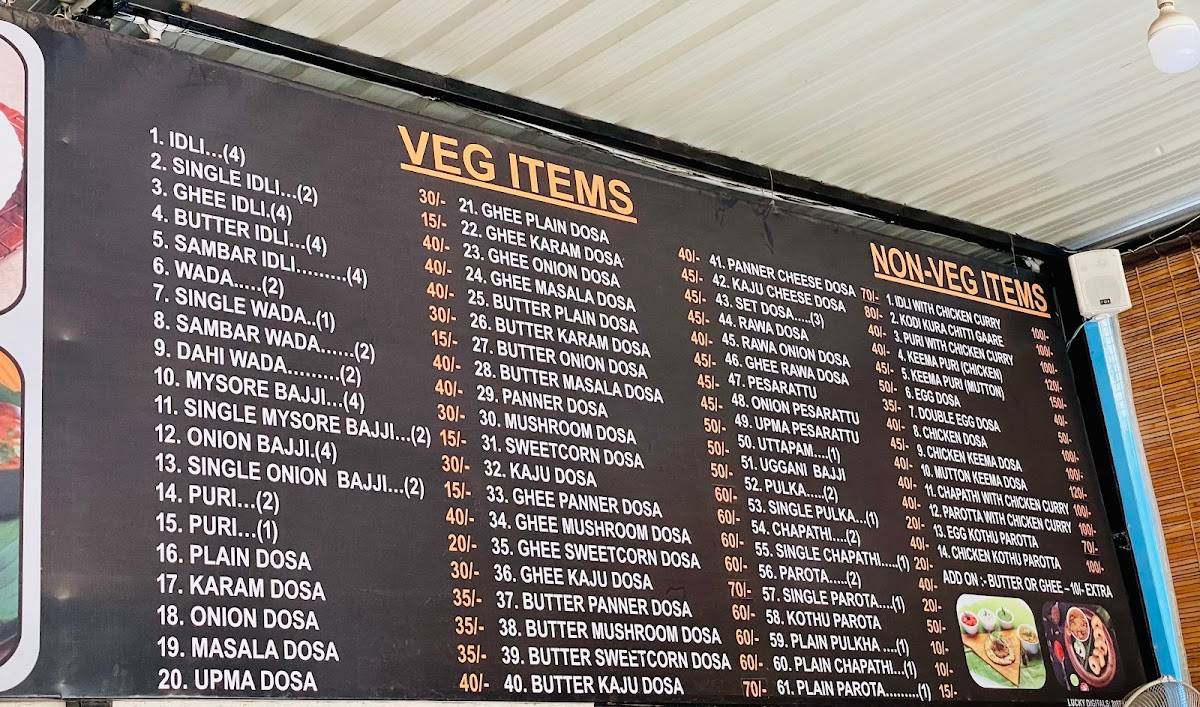 VEG ITEMS
1. IDLI...(4) 30/-
2. SINGLE IDLI...(2) 15/-
3. GHEE IDLI.(4) 40/-
4. BUTTER IDLI...(4) 40/-
5. SAMBAR IDLI.........(4) 40/-
6. WADA.....(2) 30/-
7. SINGLE WADA..(1) 15/-
8. SAMBAR WADA......(2) 40/-
9. DAHI WADA.........(2) 40/-
10. MYSORE BAJJI...(4) 30/-
11. SINGLE MYSORE BAJJI...(2) 15/-
12. ONION BAJJI.(4) 30/-
13. SINGLE ONION BAJJI...(2) 15/-
14. PURI...(2) 40/-
15. PURI...(1) 20/-
16. PLAIN DOSA 30/-
17. KARAM DOSA 35/-
18. ONION DOSA 35/-
19. MASALA DOSA 35/-
20. UPMA DOSA 40/-
21. GHEE PLAIN DOSA 40/-
22. GHEE KARAM DOSA 45/-
23. GHEE ONION DOSA 45/-
24. GHEE MASALA DOSA 45/-
25. BUTTER PLAIN DOSA 40/-
26. BUTTER KARAM DOSA 45/-
27. BUTTER ONION DOSA 45/-
28. BUTTER MASALA DOSA 45/-
29. PANNER DOSA 50/-
30. MUSHROOM DOSA 50/-
31. SWEETCORN DOSA 50/-
32. KAJU DOSA 60/-
33. GHEE PANNER DOSA 60/-
34. GHEE MUSHROOM DOSA 60/-
35. GHEE SWEETCORN DOSA 60/-
36. GHEE KAJU DOSA 70/-
37. BUTTER PANNER DOSA 60/-
38. BUTTER MUSHROOM DOSA 60/-
39. BUTTER SWEETCORN DOSA 60/-
40. BUTTER KAJU DOSA 70/-
41. PANNER CHEESE DOSA 70/-
42. KAJU CHEESE DOSA 80/-
43. SET DOSA....(3) 40/-
44. RAWA DOSA 40/-
45. RAWA ONION DOSA 45/-
46. GHEE RAWA DOSA 50/-
47. PESARATTU 35/-
48. ONION PESARATTU 40/-
49. UPMA PESARATTU 45/-
50. UTTAPAM....(1) 40/-
51. UGGANI BAJJI 40/-
52. PULKA.....(2) 40/-
53. SINGLE PULKA...(1) 20/-
54. CHAPATHI....(2) 40/-
55. SINGLE CHAPATHI.....(1) 20/-
56. PAROTA.....(2) 40/-
57. SINGLE PAROTA....(1) 20/-
58. KOTHU PAROTA 50/-
59. PLAIN PULKHA ....(1) 10/-
60. PLAIN CHAPATHI...(1) 10/-
61. PLAIN PAROTA.........(1) 15/-
NON-VEG ITEMS
1. IDLI WITH CHICKEN CURRY 100/-
2. KODI KURA CHITTI GAARE 100/-
3. PURI WITH CHICKEN CURRY 100/-
4. KEEMA PURI (CHICKEN) 120/-
5. KEEMA PURI (MUTTON) 150/-
6. EGG DOSA 40/-
7. DOUBLE EGG DOSA 50/-
8. CHICKEN DOSA 100/-
9. CHICKEN KEEMA DOSA 100/-
10. MUTTON KEEMA DOSA 120/-
11. CHAPATHI WITH CHICKEN CURRY 100/-
12. PAROTTA WITH CHICKEN CURRY 100/-
13. EGG KOTHU PAROTTA 70/-
14. CHICKEN KOTHU PAROTTA 100/-
ADD ON :- BUTTER OR GHEE – 10/- EXTRA
LUCKY DIGITALS: